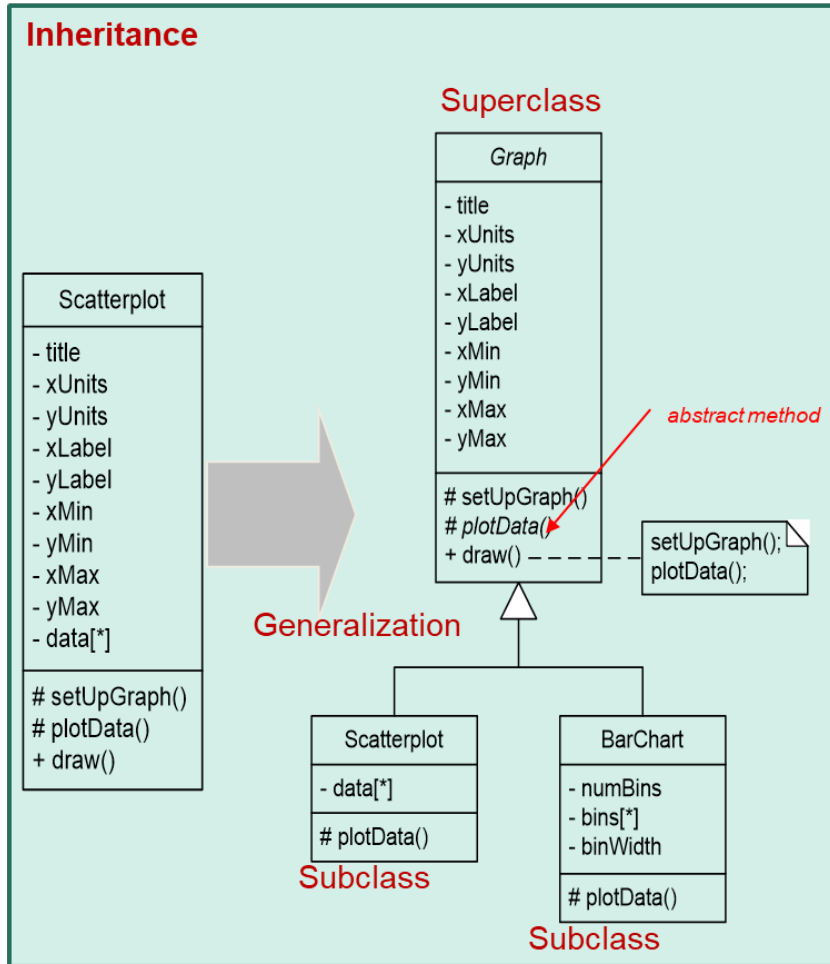 Inheritance
Superclass
Graph
- title
- xUnits
- yUnits
- xLabel
- yLabel
- xMin
- yMin
- xMax
- yMax
# setUpGraph()
# plotData()
+ draw()
abstract method
setUpGraph();
plotData();
Scatterplot
- title
- xUnits
- yUnits
- xLabel
- yLabel
- xMin
- yMin
- xMax
- yMax
- data[*]
# setUpGraph()
# plotData()
+ draw()
Generalization
Scatterplot
- data[*]
# plotData()
Subclass
BarChart
- numBins
- bins[*]
- binWidth
# plotData()
Subclass